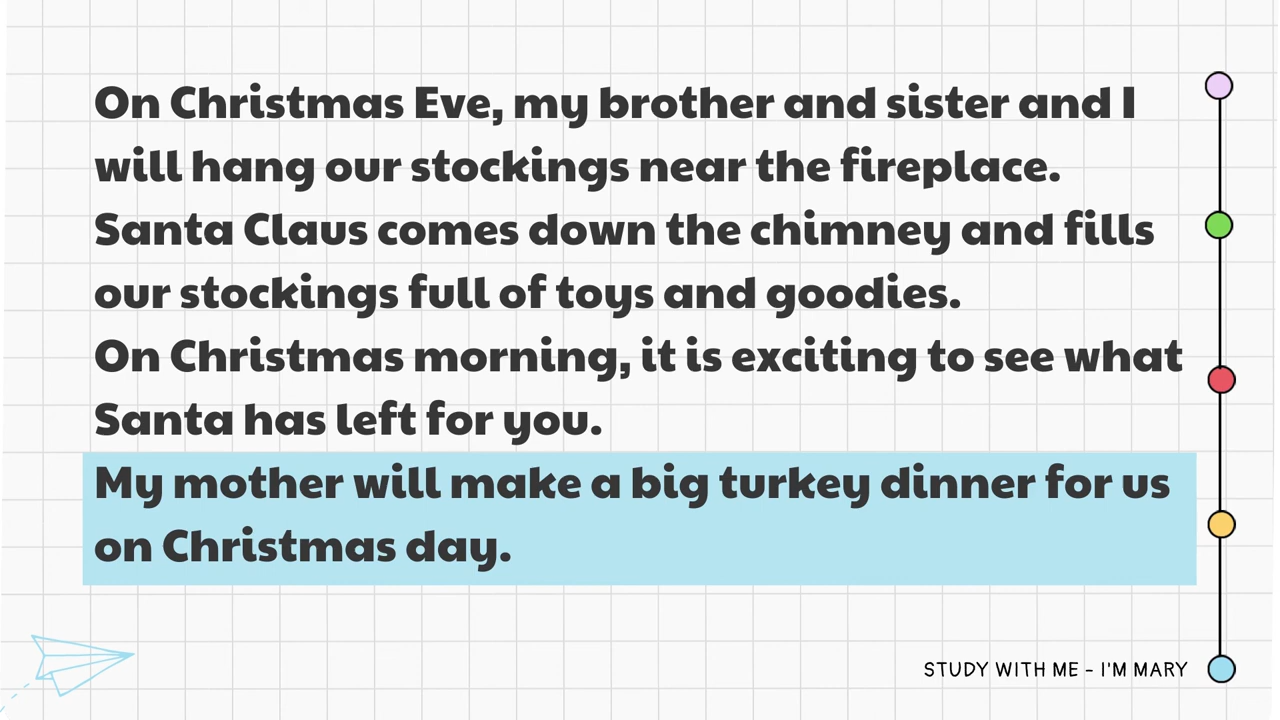 On Christmas Eve, my brother and sister and I
will hang our stockings near the fireplace.
Santa Claus comes down the chimney and fills
our stockings full of toys and goodies.
On Christmas morning, it is exciting to see what
Santa has left for you.
My mother will make a big turkey dinner for us
on Christmas day.
STUDY WITH ME - I'M MARY